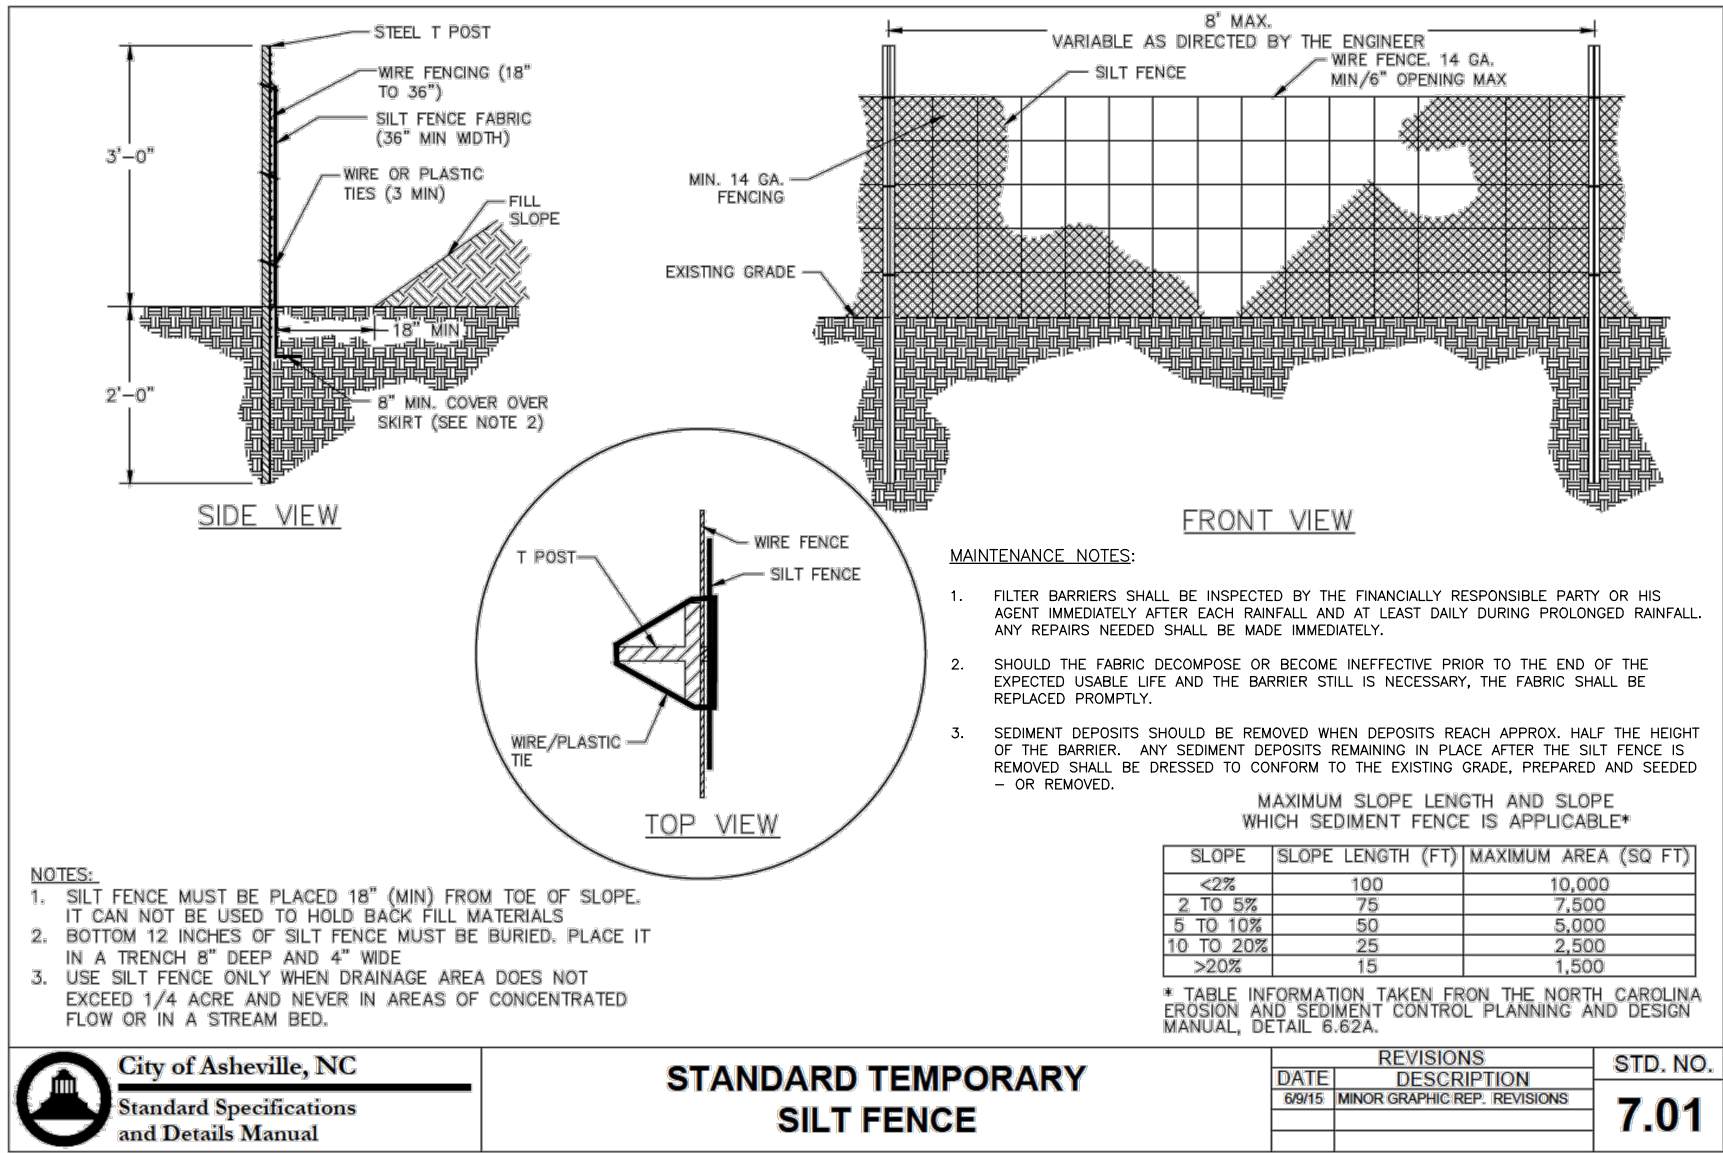 STEEL T POST
WIRE FENCING (18"
TO 36")
SILT FENCE FABRIC
(36" MIN WIDTH)
3'-0"
WIRE OR PLASTIC
TIES (3 MIN)
FILL
SLOPE
18" MIN
2'-0"
8" MIN. COVER OVER
SKIRT (SEE NOTE 2)
SIDE VIEW
8' MAX.
VARIABLE AS DIRECTED BY THE ENGINEER
SILT FENCE
WIRE FENCE. 14 GA.
MIN/6" OPENING MAX
MIN. 14 GA.
FENCING
EXISTING GRADE
FRONT VIEW
T POST
WIRE FENCE
SILT FENCE
WIRE/PLASTIC
TIE
TOP VIEW
MAINTENANCE NOTES:
1. FILTER BARRIERS SHALL BE INSPECTED BY THE FINANCIALLY RESPONSIBLE PARTY OR HIS
AGENT IMMEDIATELY AFTER EACH RAINFALL AND AT LEAST DAILY DURING PROLONGED RAINFALL.
ANY REPAIRS NEEDED SHALL BE MADE IMMEDIATELY.
2. SHOULD THE FABRIC DECOMPOSE OR BECOME INEFFECTIVE PRIOR TO THE END OF THE
EXPECTED USABLE LIFE AND THE BARRIER STILL IS NECESSARY, THE FABRIC SHALL BE
REPLACED PROMPTLY.
3. SEDIMENT DEPOSITS SHOULD BE REMOVED WHEN DEPOSITS REACH APPROX. HALF THE HEIGHT
OF THE BARRIER. ANY SEDIMENT DEPOSITS REMAINING IN PLACE AFTER THE SILT FENCE IS
REMOVED SHALL BE DRESSED TO CONFORM TO THE EXISTING GRADE, PREPARED AND SEEDED
– OR REMOVED.
MAXIMUM SLOPE LENGTH AND SLOPE
WHICH SEDIMENT FENCE IS APPLICABLE*
SLOPE SLOPE LENGTH (FT) MAXIMUM AREA (SQ FT)
<2% 100 10,000
2 TO 5% 75 7,500
5 TO 10% 50 5,000
10 TO 20% 25 2,500
>20% 15 1,500
* TABLE INFORMATION TAKEN FRON THE NORTH CAROLINA
EROSION AND SEDIMENT CONTROL PLANNING AND DESIGN
MANUAL, DETAIL 6.62A.
NOTES:
1. SILT FENCE MUST BE PLACED 18" (MIN) FROM TOE OF SLOPE.
IT CAN NOT BE USED TO HOLD BACK FILL MATERIALS
2. BOTTOM 12 INCHES OF SILT FENCE MUST BE BURIED. PLACE IT
IN A TRENCH 8" DEEP AND 4" WIDE
3. USE SILT FENCE ONLY WHEN DRAINAGE AREA DOES NOT
EXCEED 1/4 ACRE AND NEVER IN AREAS OF CONCENTRATED
FLOW OR IN A STREAM BED.
City of Asheville, NC
Standard Specifications
and Details Manual
STANDARD TEMPORARY
SILT FENCE
REVISIONS
DATE DESCRIPTION
6/9/15 MINOR GRAPHIC REP. REVISIONS
STD. NO.
7.01